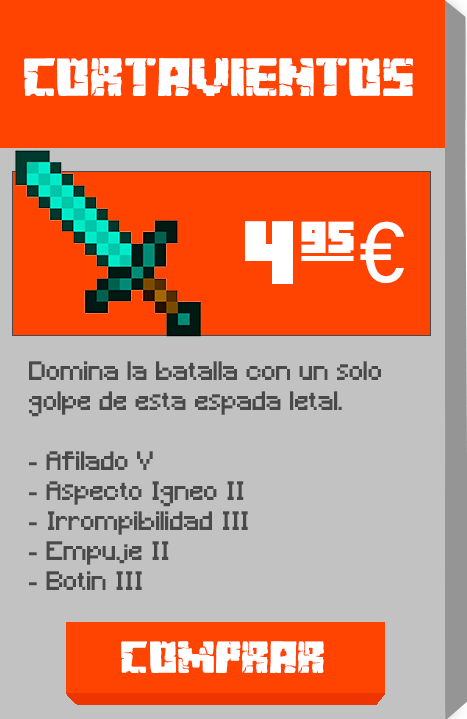 CORTAVIENTOS
4 95 €
Domina la batalla con un solo
golpe de esta espada letal.
- Afilado V
- Aspecto Igneo II
- Irrompibilidad III
- Empuje II
- Botin III
COMPRAR